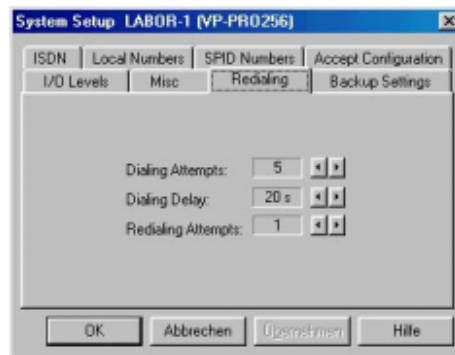 System Setup LABOR-1 (VP-PRO256)
ISDN Local Numbers SPID Numbers Accept Configuration
I/O Levels Misc Redialing Backup Settings
Dialing Attempts: 5
Dialing Delay: 20 s
Redialing Attempts: 1
OK Abbrechen Übernehmen Hilfe